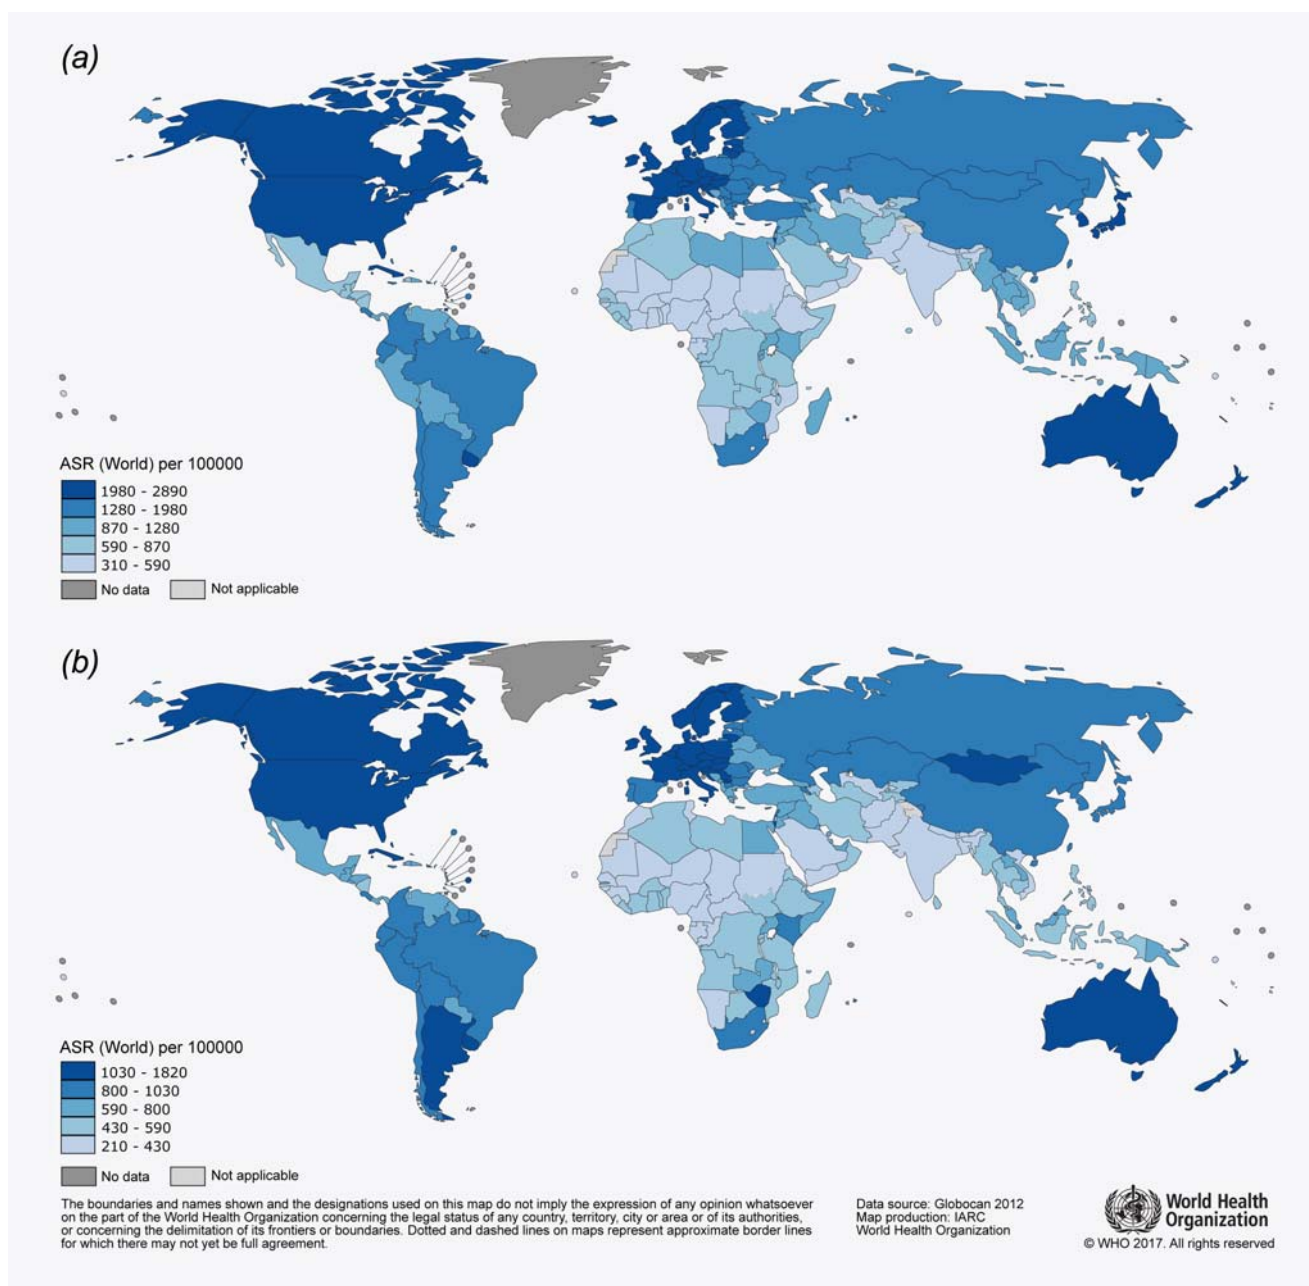 (a)
ASR (World) per 100000
1980 - 2890
1280 - 1980
870 - 1280
590 - 870
310 - 590
No data
Not applicable
(b)
ASR (World) per 100000
1030 - 1820
800 - 1030
590 - 800
430 - 590
210 - 430
No data
Not applicable
The boundaries and names shown and the designations used on this map do not imply the expression of any opinion whatsoever
on the part of the World Health Organization concerning the legal status of any country, territory, city or area or of its authorities,
or concerning the delimitation of its frontiers or boundaries. Dotted and dashed lines on maps represent approximate border lines
for which there may not yet be full agreement.
Data source: Globocan 2012
Map production: IARC
World Health Organization
World Health
Organization
© WHO 2017. All rights reserved